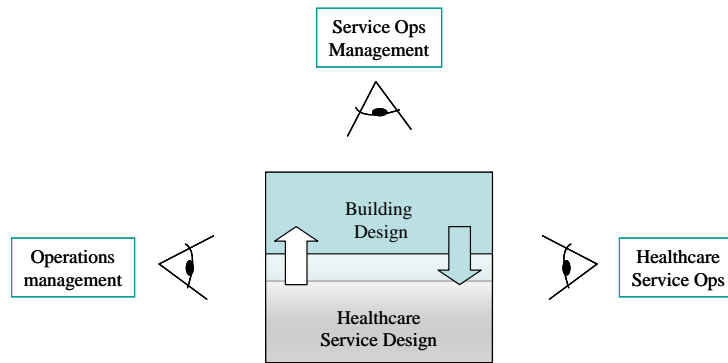 Service Ops
Management
Building
Design
Operations
management
Healthcare
Service Ops
Healthcare
Service Design